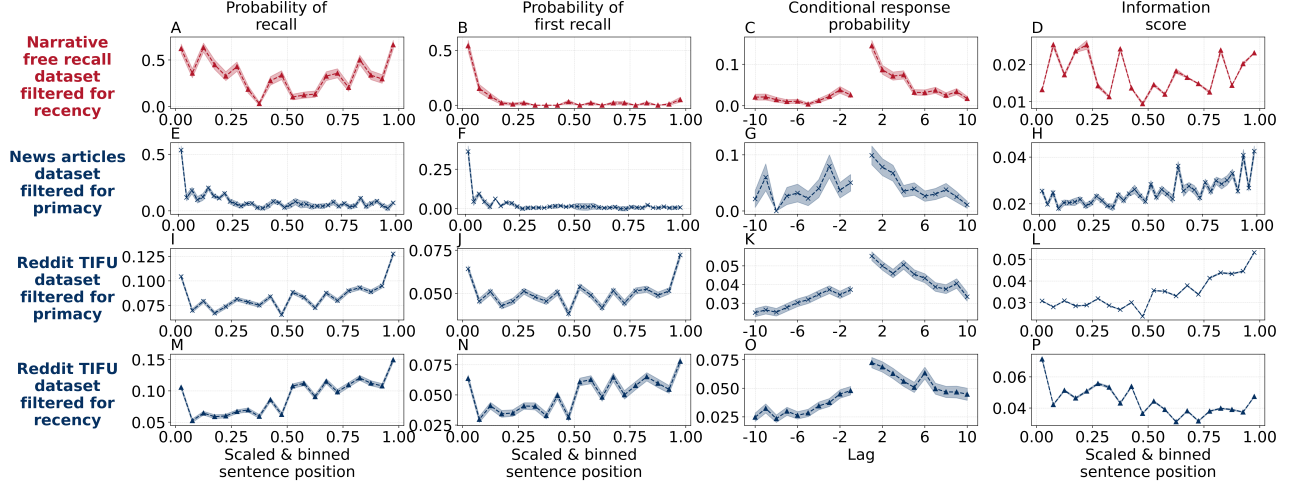 Probability of
recall
Probability of
first recall
Conditional response
probability
Information
score
Narrative
free recall
dataset
filtered for
recency
A
0.5
0.0
0.00 0.25 0.50 0.75 1.00
B
0.5
0.0
0.00 0.25 0.50 0.75 1.00
C
0.1
0.0
-10 -6 -2 2 6 10
D
0.02
0.01
0.00 0.25 0.50 0.75 1.00
News articles
dataset
filtered for
primacy
E
0.5
0.0
0.00 0.25 0.50 0.75 1.00
F
0.25
0.00
0.00 0.25 0.50 0.75 1.00
G
0.1
0.0
-10 -6 -2 2 6 10
H
0.04
0.02
0.00 0.25 0.50 0.75 1.00
Reddit TIFU
dataset
filtered for
primacy
I
0.125
0.100
0.075
0.00 0.25 0.50 0.75 1.00
J
0.075
0.050
0.00 0.25 0.50 0.75 1.00
K
0.05
0.04
0.03
-10 -6 -2 2 6 10
L
0.05
0.04
0.03
0.00 0.25 0.50 0.75 1.00
Reddit TIFU
dataset
filtered for
recency
M
0.15
0.10
0.05
0.00 0.25 0.50 0.75 1.00
Scaled & binned
sentence position
N
0.075
0.050
0.025
0.00 0.25 0.50 0.75 1.00
Scaled & binned
sentence position
O
0.075
0.050
0.025
-10 -6 -2 2 6 10
Lag
P
0.06
0.04
0.00 0.25 0.50 0.75 1.00
Scaled & binned
sentence position